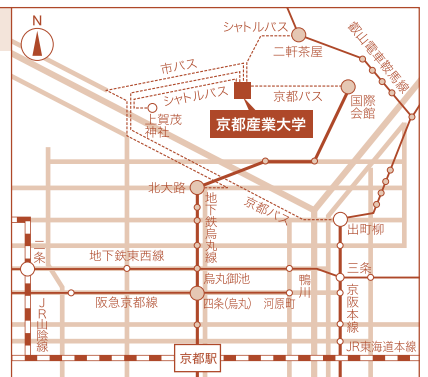 N
シャトルバス
二軒茶屋
叡山電車鞍馬線
市バス
シャトルバス
京都バス
国際
会館
上賀茂
神社
京都産業大学
北大路
地下鉄烏丸線
京都バス
出町柳
二条
地下鉄東西線
烏丸御池
鴨川
三条
JR山陰線
阪急京都線
四条(烏丸)
河原町
京阪本線
京都駅
JR東海道本線